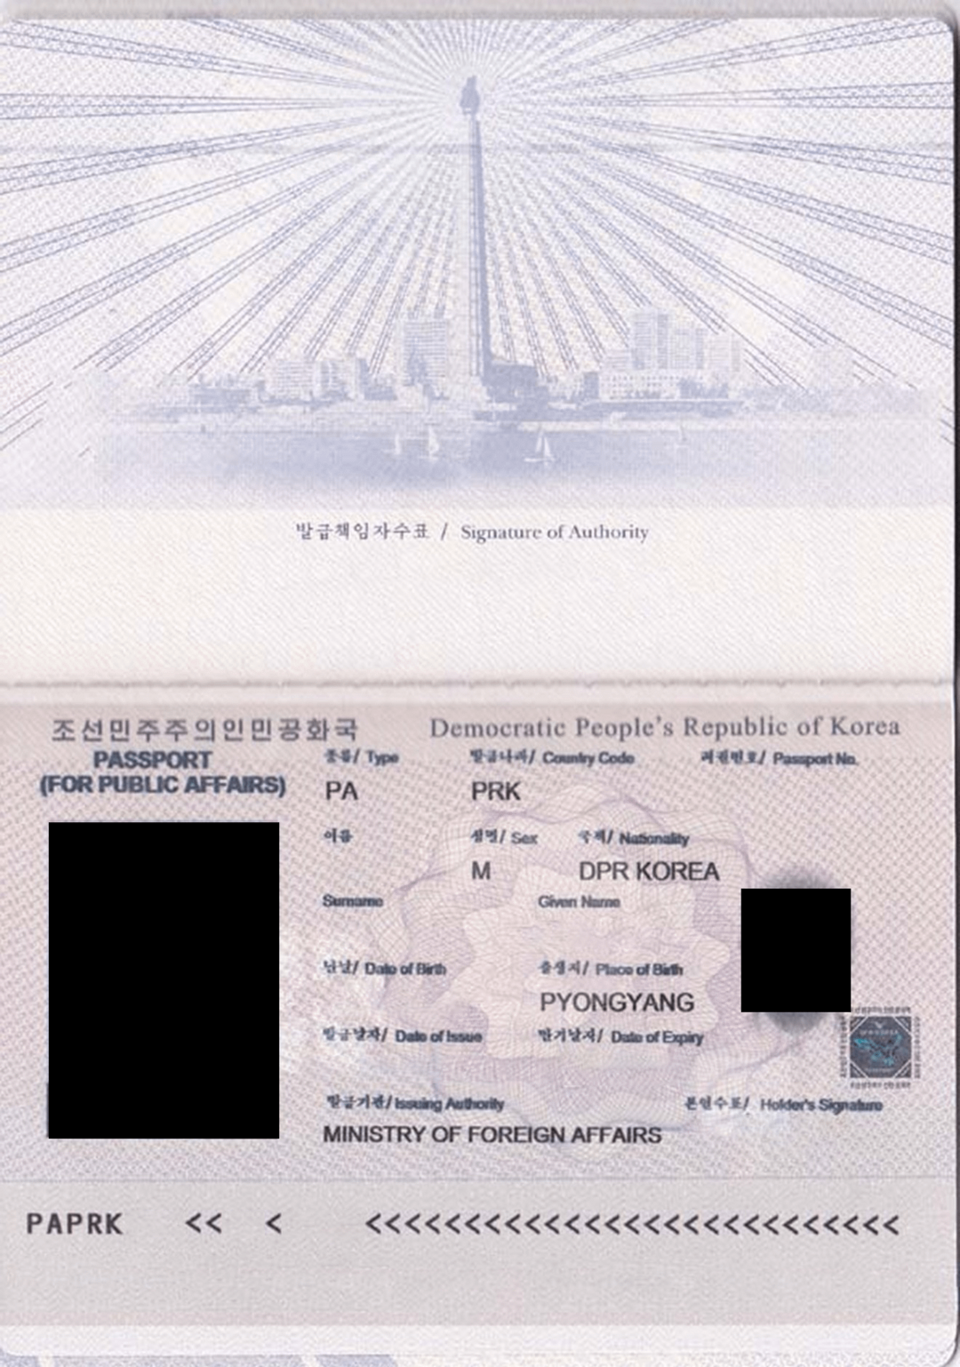 발급책임자수표 / Signature of Authority
조선민주주의인민공화국 Democratic People's Republic of Korea
PASSPORT
(FOR PUBLIC AFFAIRS)
종류/ Type 발급나라/ Country Code 려권번호/ Passport No.
PA PRK
이름 성별/ Sex 국적/ Nationality
M DPR KOREA
Surname Given Name
난날/ Date of Birth 출생지/ Place of Birth
PYONGYANG
발급날자/ Date of Issue 만기날자/ Date of Expiry
발급기관/ Issuing Authority 본인수표/ Holder's Signature
MINISTRY OF FOREIGN AFFAIRS
PAPRK << < <<<<<<<<<<<<<<<<<<<<<<<<<<<